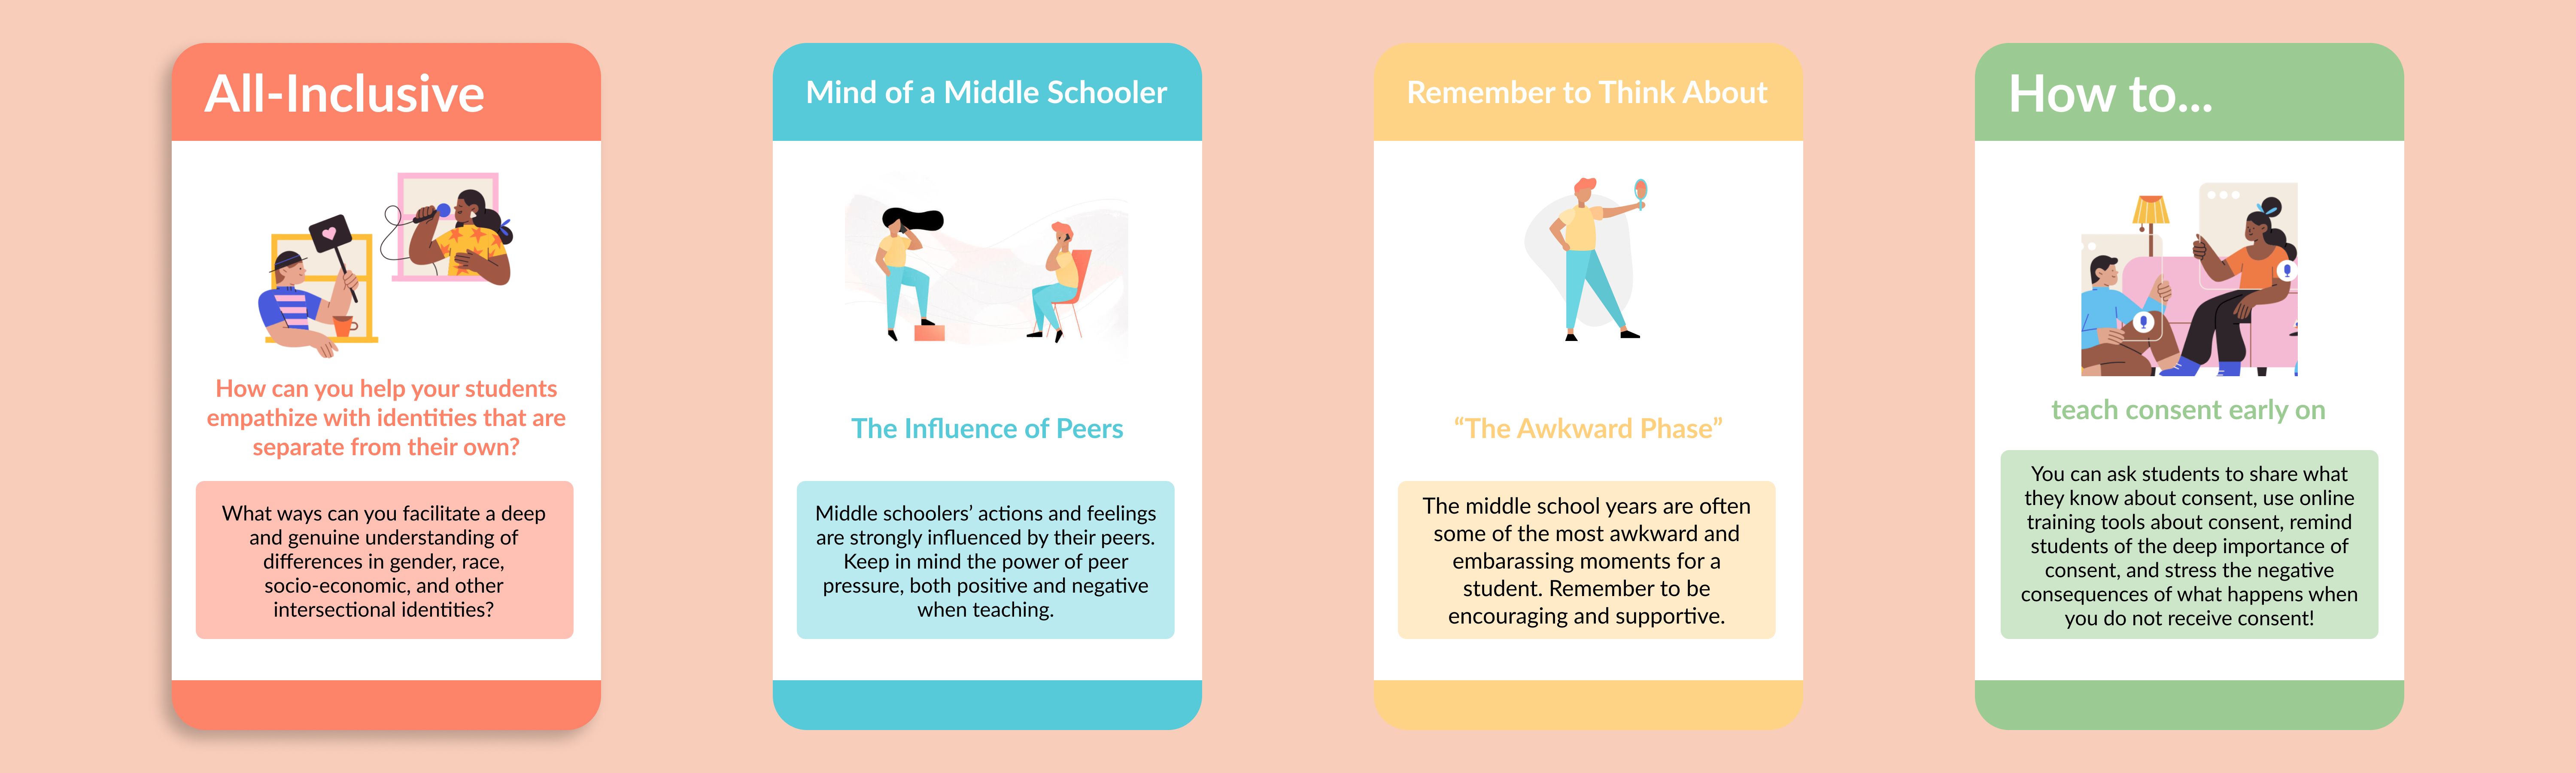 All-Inclusive
How can you help your students
empathize with identities that are
separate from their own?
What ways can you facilitate a deep
and genuine understanding of
differences in gender, race,
socio-economic, and other
intersectional identities?
Mind of a Middle Schooler
The Influence of Peers
Middle schoolers’ actions and feelings
are strongly influenced by their peers.
Keep in mind the power of peer
pressure, both positive and negative
when teaching.
Remember to Think About
“The Awkward Phase”
The middle school years are often
some of the most awkward and
embarassing moments for a
student. Remember to be
encouraging and supportive.
How to...
teach consent early on
You can ask students to share what
they know about consent, use online
training tools about consent, remind
students of the deep importance of
consent, and stress the negative
consequences of what happens when
you do not receive consent!